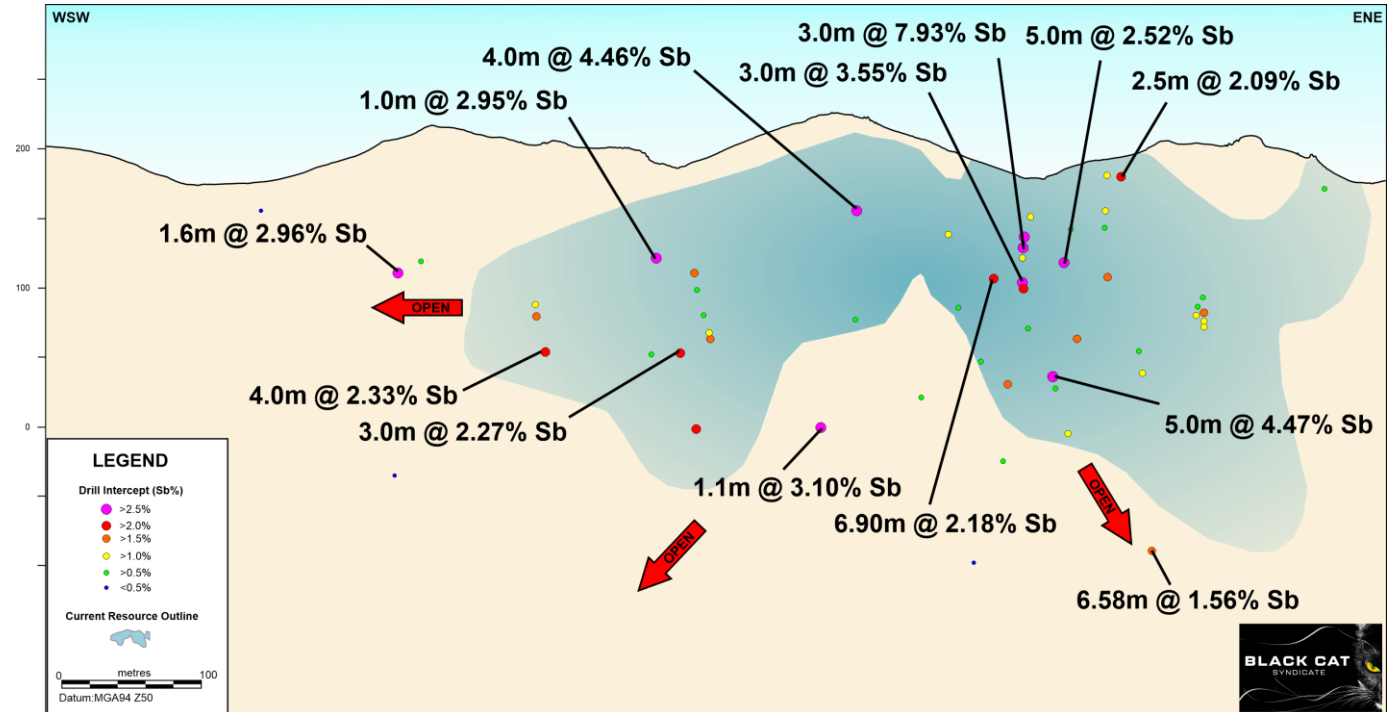 WSW
ENE
3.0m @ 7.93% Sb
5.0m @ 2.52% Sb
4.0m @ 4.46% Sb
3.0m @ 3.55% Sb
2.5m @ 2.09% Sb
1.0m @ 2.95% Sb
200
1.6m @ 2.96% Sb
100
OPEN
4.0m @ 2.33% Sb
3.0m @ 2.27% Sb
0
5.0m @ 4.47% Sb
1.1m @ 3.10% Sb
6.90m @ 2.18% Sb
OPEN
OPEN
6.58m @ 1.56% Sb
LEGEND
Drill Intercept (Sb%)
>2.5%
>2.0%
>1.5%
>1.0%
>0.5%
<0.5%
Current Resource Outline
metres
0 100
Datum:MGA94 Z50
BLACK CAT
SYNDICATE